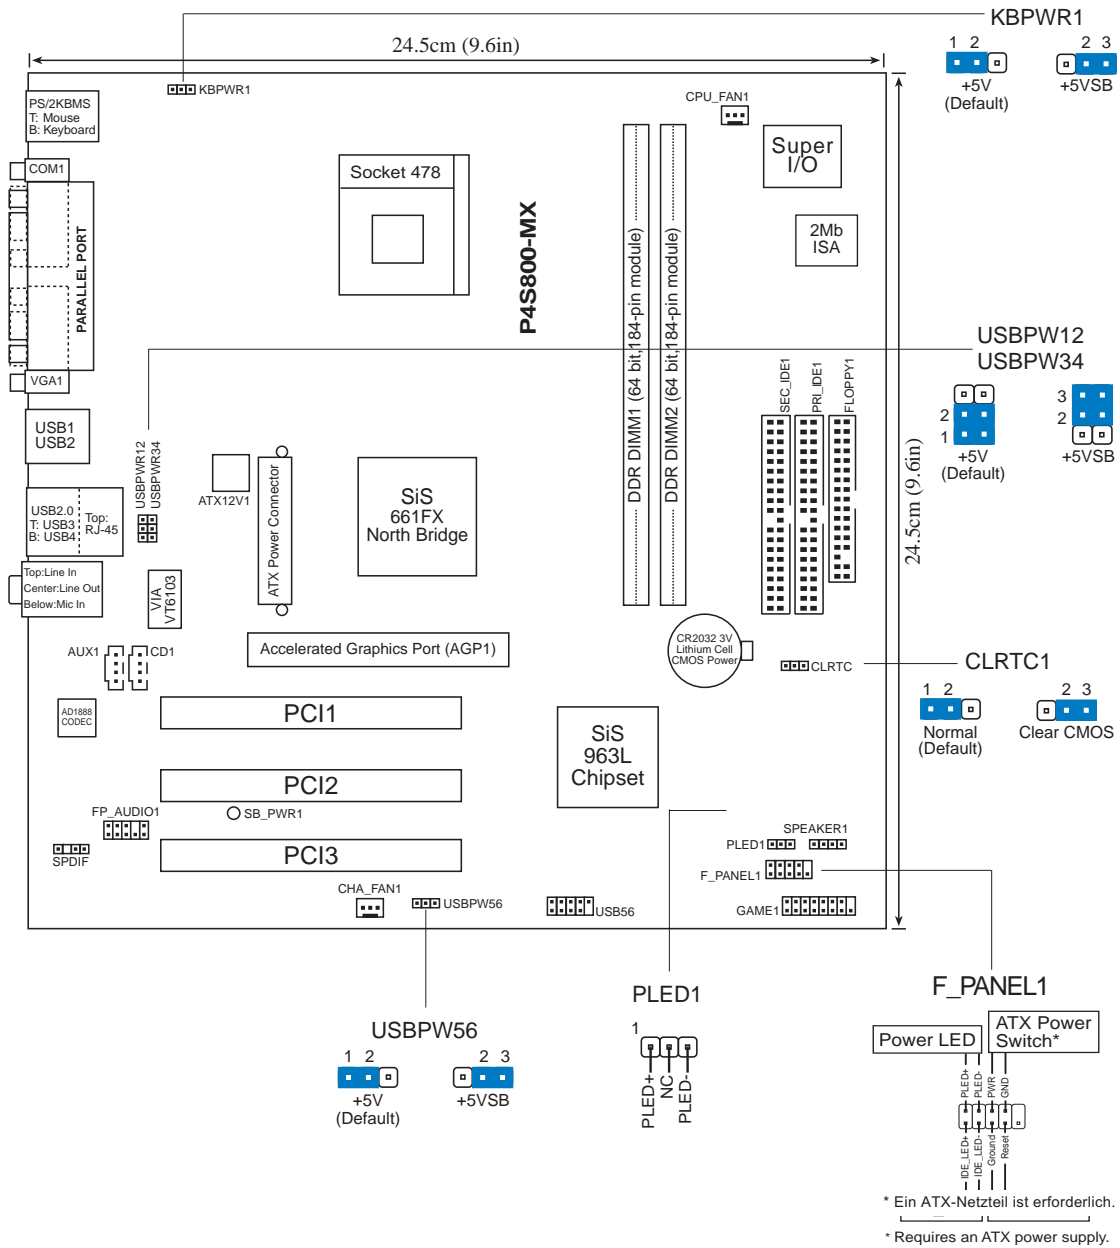 KBPWR1
1 2
2 3
+5V
(Default)
+5VSB
24.5cm (9.6in)
KBPWR1
CPU_FAN1
PS/2KBMS
T: Mouse
B: Keyboard
COM1
Socket 478
Super
I/O
2Mb
ISA
PARALLEL PORT
P4S800-MX
DDR DIMM1 (64 bit,184-pin module)
DDR DIMM2 (64 bit,184-pin module)
VGA1
USBPW12
USBPW34
2
1
3
2
+5V
(Default)
+5VSB
SEC_IDE1
PRI_IDE1
FLOPPY1
24.5cm (9.6in)
USB1
USB2
USBPWR12
USBPWR34
ATX12V1
ATX Power Connector
SiS
661FX
North Bridge
USB2.0
T: USB3
B: USB4
Top:
RJ-45
Top:Line In
Center:Line Out
Below:Mic In
VIA
VT6103
AUX1
CD1
Accelerated Graphics Port (AGP1)
CR2032 3V
Lithium Cell
CMOS Power
CLRTC
CLRTC1
1 2
2 3
Normal
(Default)
Clear CMOS
AD1888
CODEC
PCI1
SiS
963L
Chipset
PCI2
FP_AUDIO1
SB_PWR1
SPDIF
PCI3
SPEAKER1
PLED1
F_PANEL1
CHA_FAN1
USBPW56
USB56
GAME1
USBPW56
1 2
2 3
+5V
(Default)
+5VSB
PLED1
1
PLED+
NC
PLED-
F_PANEL1
Power LED
ATX Power
Switch*
PLED+
PLED-
PWR
GND
IDE_LED+
IDE_LED-
Ground
Reset
* Ein ATX-Netzteil ist erforderlich.
* Requires an ATX power supply.